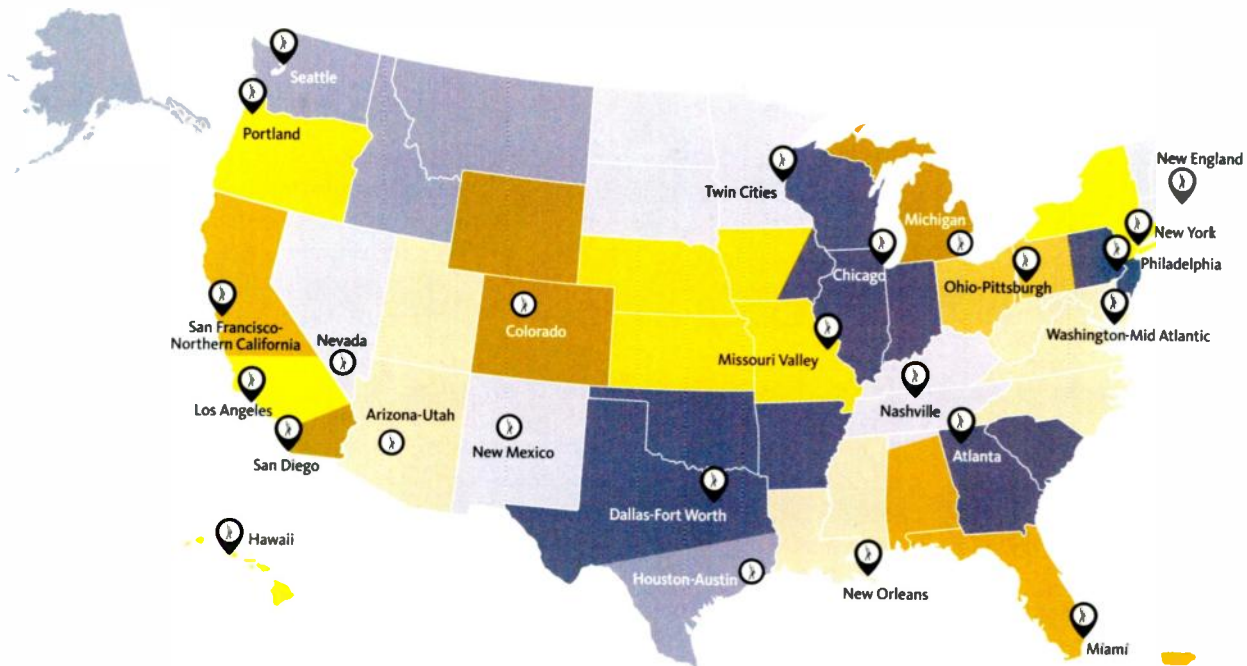 Seattle
Portland
New England
Twin Cities
Michigan
New York
Philadelphia
Chicago
Ohio-Pittsburgh
San Francisco-
Northern California
Nevada
Colorado
Washington-Mid Atlantic
Missouri Valley
Los Angeles
Arizona-Utah
Nashville
San Diego
New Mexico
Atlanta
Dallas-Fort Worth
Hawaii
Houston-Austin
New Orleans
Miami